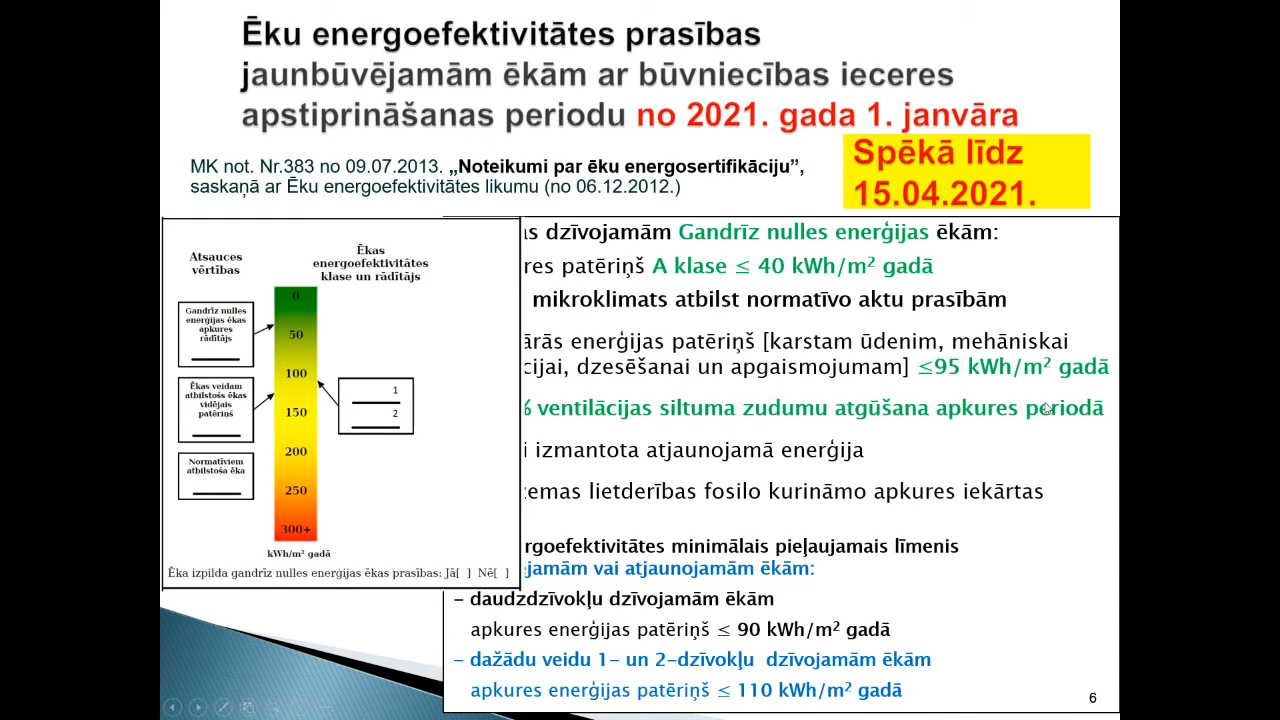 Ēku energoefektivitātes prasības
jaunbūvējamām ēkām ar būvniecības ieceres
apstiprināšanas periodu no 2021. gada 1. janvāra
MK not. Nr.383 no 09.07.2013. „Noteikumi par ēku energosertifikāciju”,
saskaņā ar Ēku energoefektivitātes likumu (no 06.12.2012.)
Spēkā līdz
15.04.2021.
Atsauces
vērtības
Ēkas
energoefektivitātes
klase un rādītājs
Gandrīz nulles
enerģijas ēkas
apkures
rādītājs
Ēkas veidam
atbilstošs ēkas
vidējais
patēriņš
Normatīviem
atbilstoša ēka
0
50
100
150
200
250
300+
1
2
kWh/m² gadā
Ēka izpilda gandrīz nulles enerģijas ēkas prasības: Jā[ ] Nē[ ]
dzīvojamām Gandrīz nulles enerģijas ēkām:
patēriņš A klase ≤ 40 kWh/m² gadā
mikroklimats atbilst normatīvo aktu prasībām
enerģijas patēriņš [karstam ūdenim, mehāniskai
dzesēšanai un apgaismojumam] ≤95 kWh/m² gadā
% ventilācijas siltuma zudumu atgūšana apkures periodā
izmantota atjaunojamā enerģija
lietderības fosilo kurināmo apkures iekārtas
minimālais pieļaujamais līmenis
vai atjaunojamām ēkām:
– daudzdzīvokļu dzīvojamām ēkām
apkures enerģijas patēriņš ≤ 90 kWh/m² gadā
– dažādu veidu 1- un 2-dzīvokļu dzīvojamām ēkām
apkures enerģijas patēriņš ≤ 110 kWh/m² gadā
6